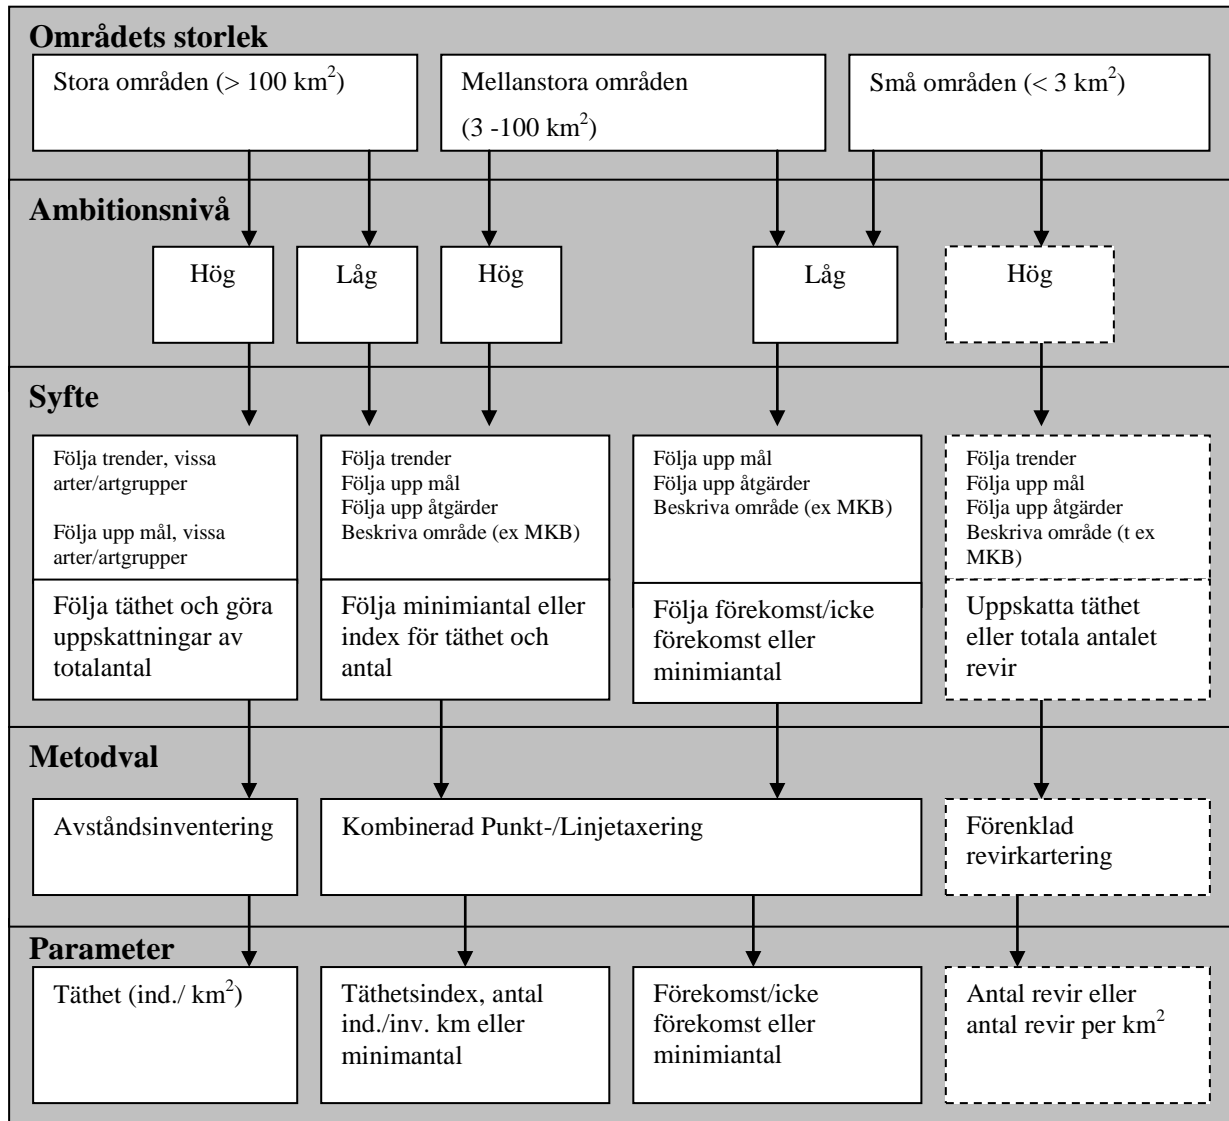 Områdets storlek
Stora områden (> 100 km²)
Mellanstora områden
(3 -100 km²)
Små områden (< 3 km²)
Ambitionsnivå
Hög
Låg
Hög
Låg
Hög
Syfte
Följa trender, vissa
arter/artgrupper
Följa upp mål, vissa
arter/artgrupper
Följa täthet och göra
uppskattningar av
totalantal
Följa trender
Följa upp mål
Följa upp åtgärder
Beskriva område (ex MKB)
Följa minimiantal eller
index för täthet och
antal
Följa upp mål
Följa upp åtgärder
Beskriva område (ex MKB)
Följa förekomst/icke
förekomst eller
minimiantal
Följa trender
Följa upp mål
Följa upp åtgärder
Beskriva område (t ex
MKB)
Uppskatta täthet
eller totala antalet
revir
Metodval
Avståndsinventering
Kombinerad Punkt-/Linjetaxering
Förenklad
revirkartering
Parameter
Täthet (ind./ km²)
Täthetsindex, antal
ind./inv. km eller
minimantal
Förekomst/icke
förekomst eller
minimiantal
Antal revir eller
antal revir per km²